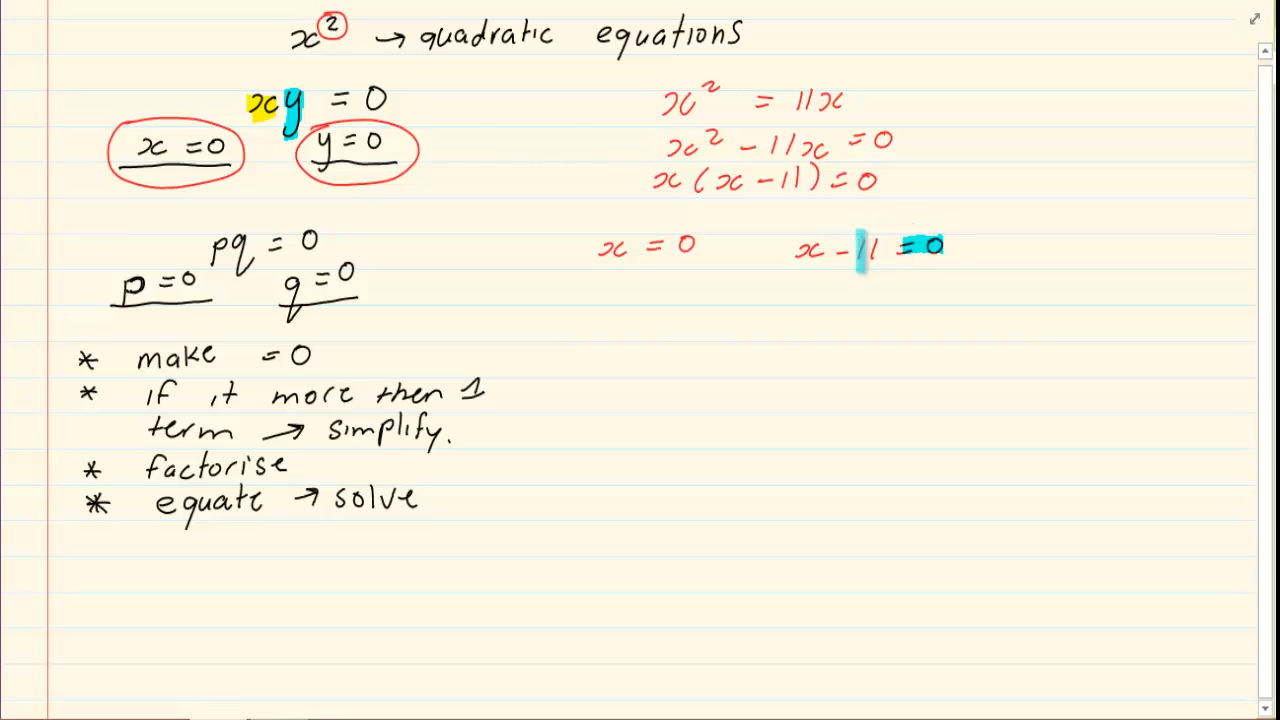 x² → quadratic equations
xy = 0
x = 0 y = 0
pq = 0
p = 0 q = 0
* make = 0
* if it more then 1
term → simplify.
* factorise
* equate → solve
x² = 11x
x² - 11x = 0
x(x - 11) = 0
x = 0 x - 11 = 0